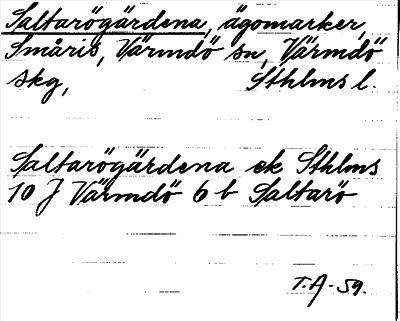 Saltarögärdena, ägomarker,
Småris, Värmdö sn, Värmdö
skg, Sthlms l.
Saltarögärdena ek Sthlms
10 J Värmdö 6 b Saltarö
T.A-59.